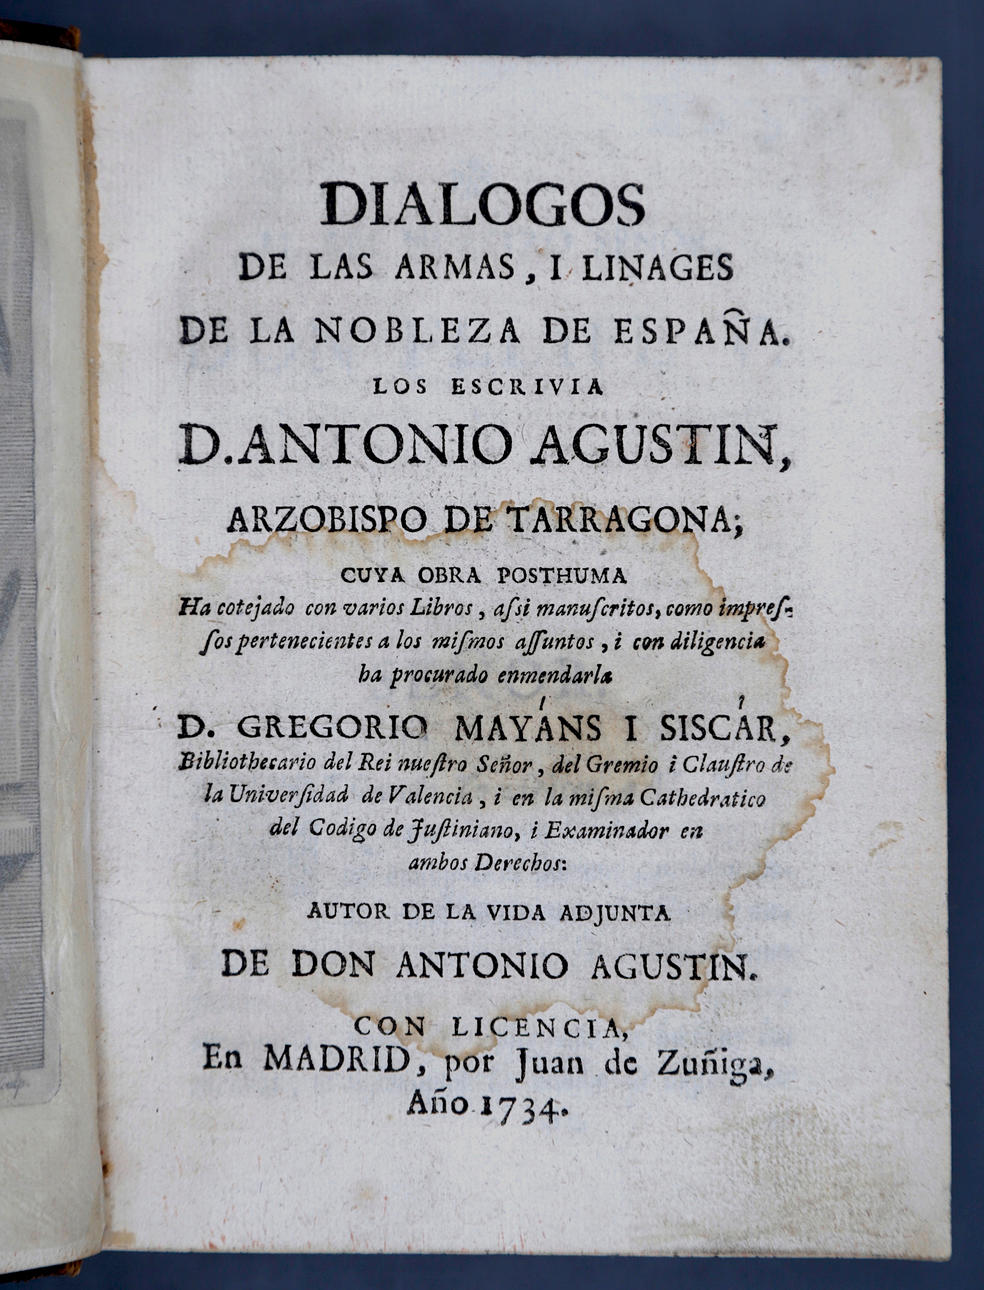 DIALOGOS
DE LAS ARMAS, I LINAGES
DE LA NOBLEZA DE ESPAÑA.
LOS ESCRIVIA
D. ANTONIO AGUSTIN,
ARZOBISPO DE TARRAGONA;
CUYA OBRA POSTHUMA
Ha cotejado con varios Libros, aſsi manuſcritos, como impreſ-
ſos pertenecientes a los miſmos aſſuntos, i con diligencia
ha procurado enmendarla
D. GREGORIO MAYÁNS I SISCÁR,
Bibliothecario del Rei nueſtro Señor, del Gremio i Clauſtro de
la Univerſidad de Valencia, i en la miſma Cathedratico
del Codigo de Juſtiniano, i Examinador en
ambos Derechos:
AUTOR DE LA VIDA ADJUNTA
DE DON ANTONIO AGUSTIN.
CON LICENCIA,
En MADRID, por Juan de Zuñiga,
Año 1734.